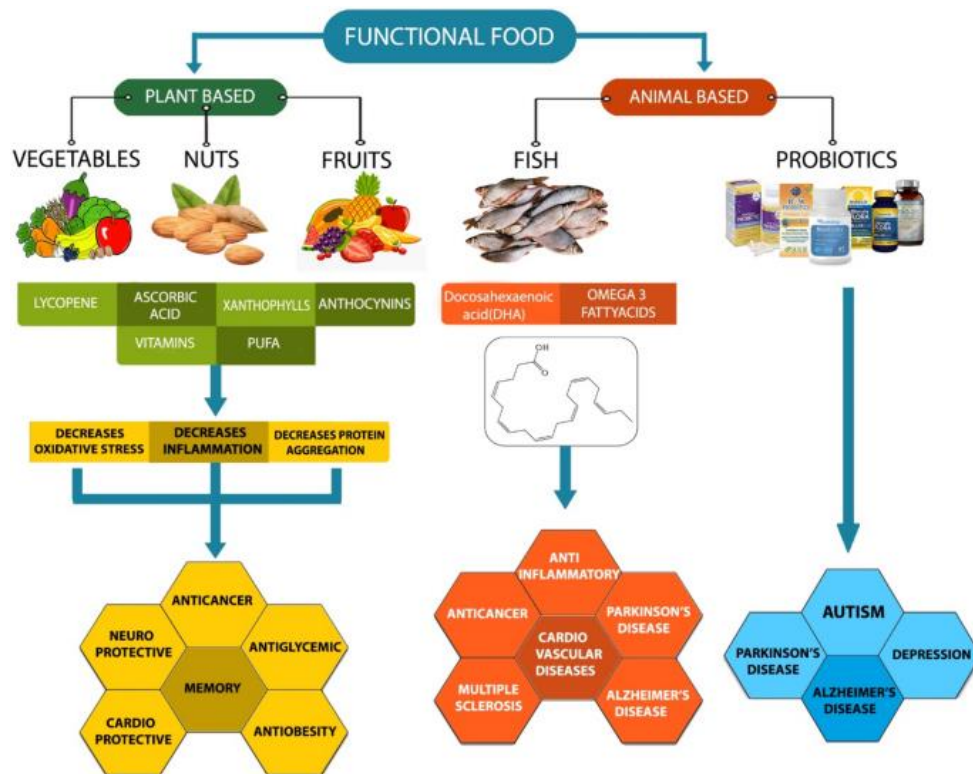 FUNCTIONAL FOOD
PLANT BASED
ANIMAL BASED
VEGETABLES
NUTS
FRUITS
FISH
PROBIOTICS
LYCOPENE
ASCORBIC
ACID
XANTHOPHYLLS
ANTHOCYNINS
VITAMINS
PUFA
Docosahexaenoic
acid(DHA)
OMEGA 3
FATTYACIDS
OH
O
DECREASES
OXIDATIVE STRESS
DECREASES
INFLAMMATION
DECREASES PROTEIN
AGGREGATION
ANTICANCER
NEURO
PROTECTIVE
ANTIGLYCEMIC
MEMORY
CARDIO
PROTECTIVE
ANTIOBESITY
ANTI
INFLAMMATORY
ANTICANCER
PARKINSON'S
DISEASE
CARDIO
VASCULAR
DISEASES
MULTIPLE
SCLEROSIS
ALZHEIMER'S
DISEASE
AUTISM
PARKINSON'S
DISEASE
DEPRESSION
ALZHEIMER'S
DISEASE